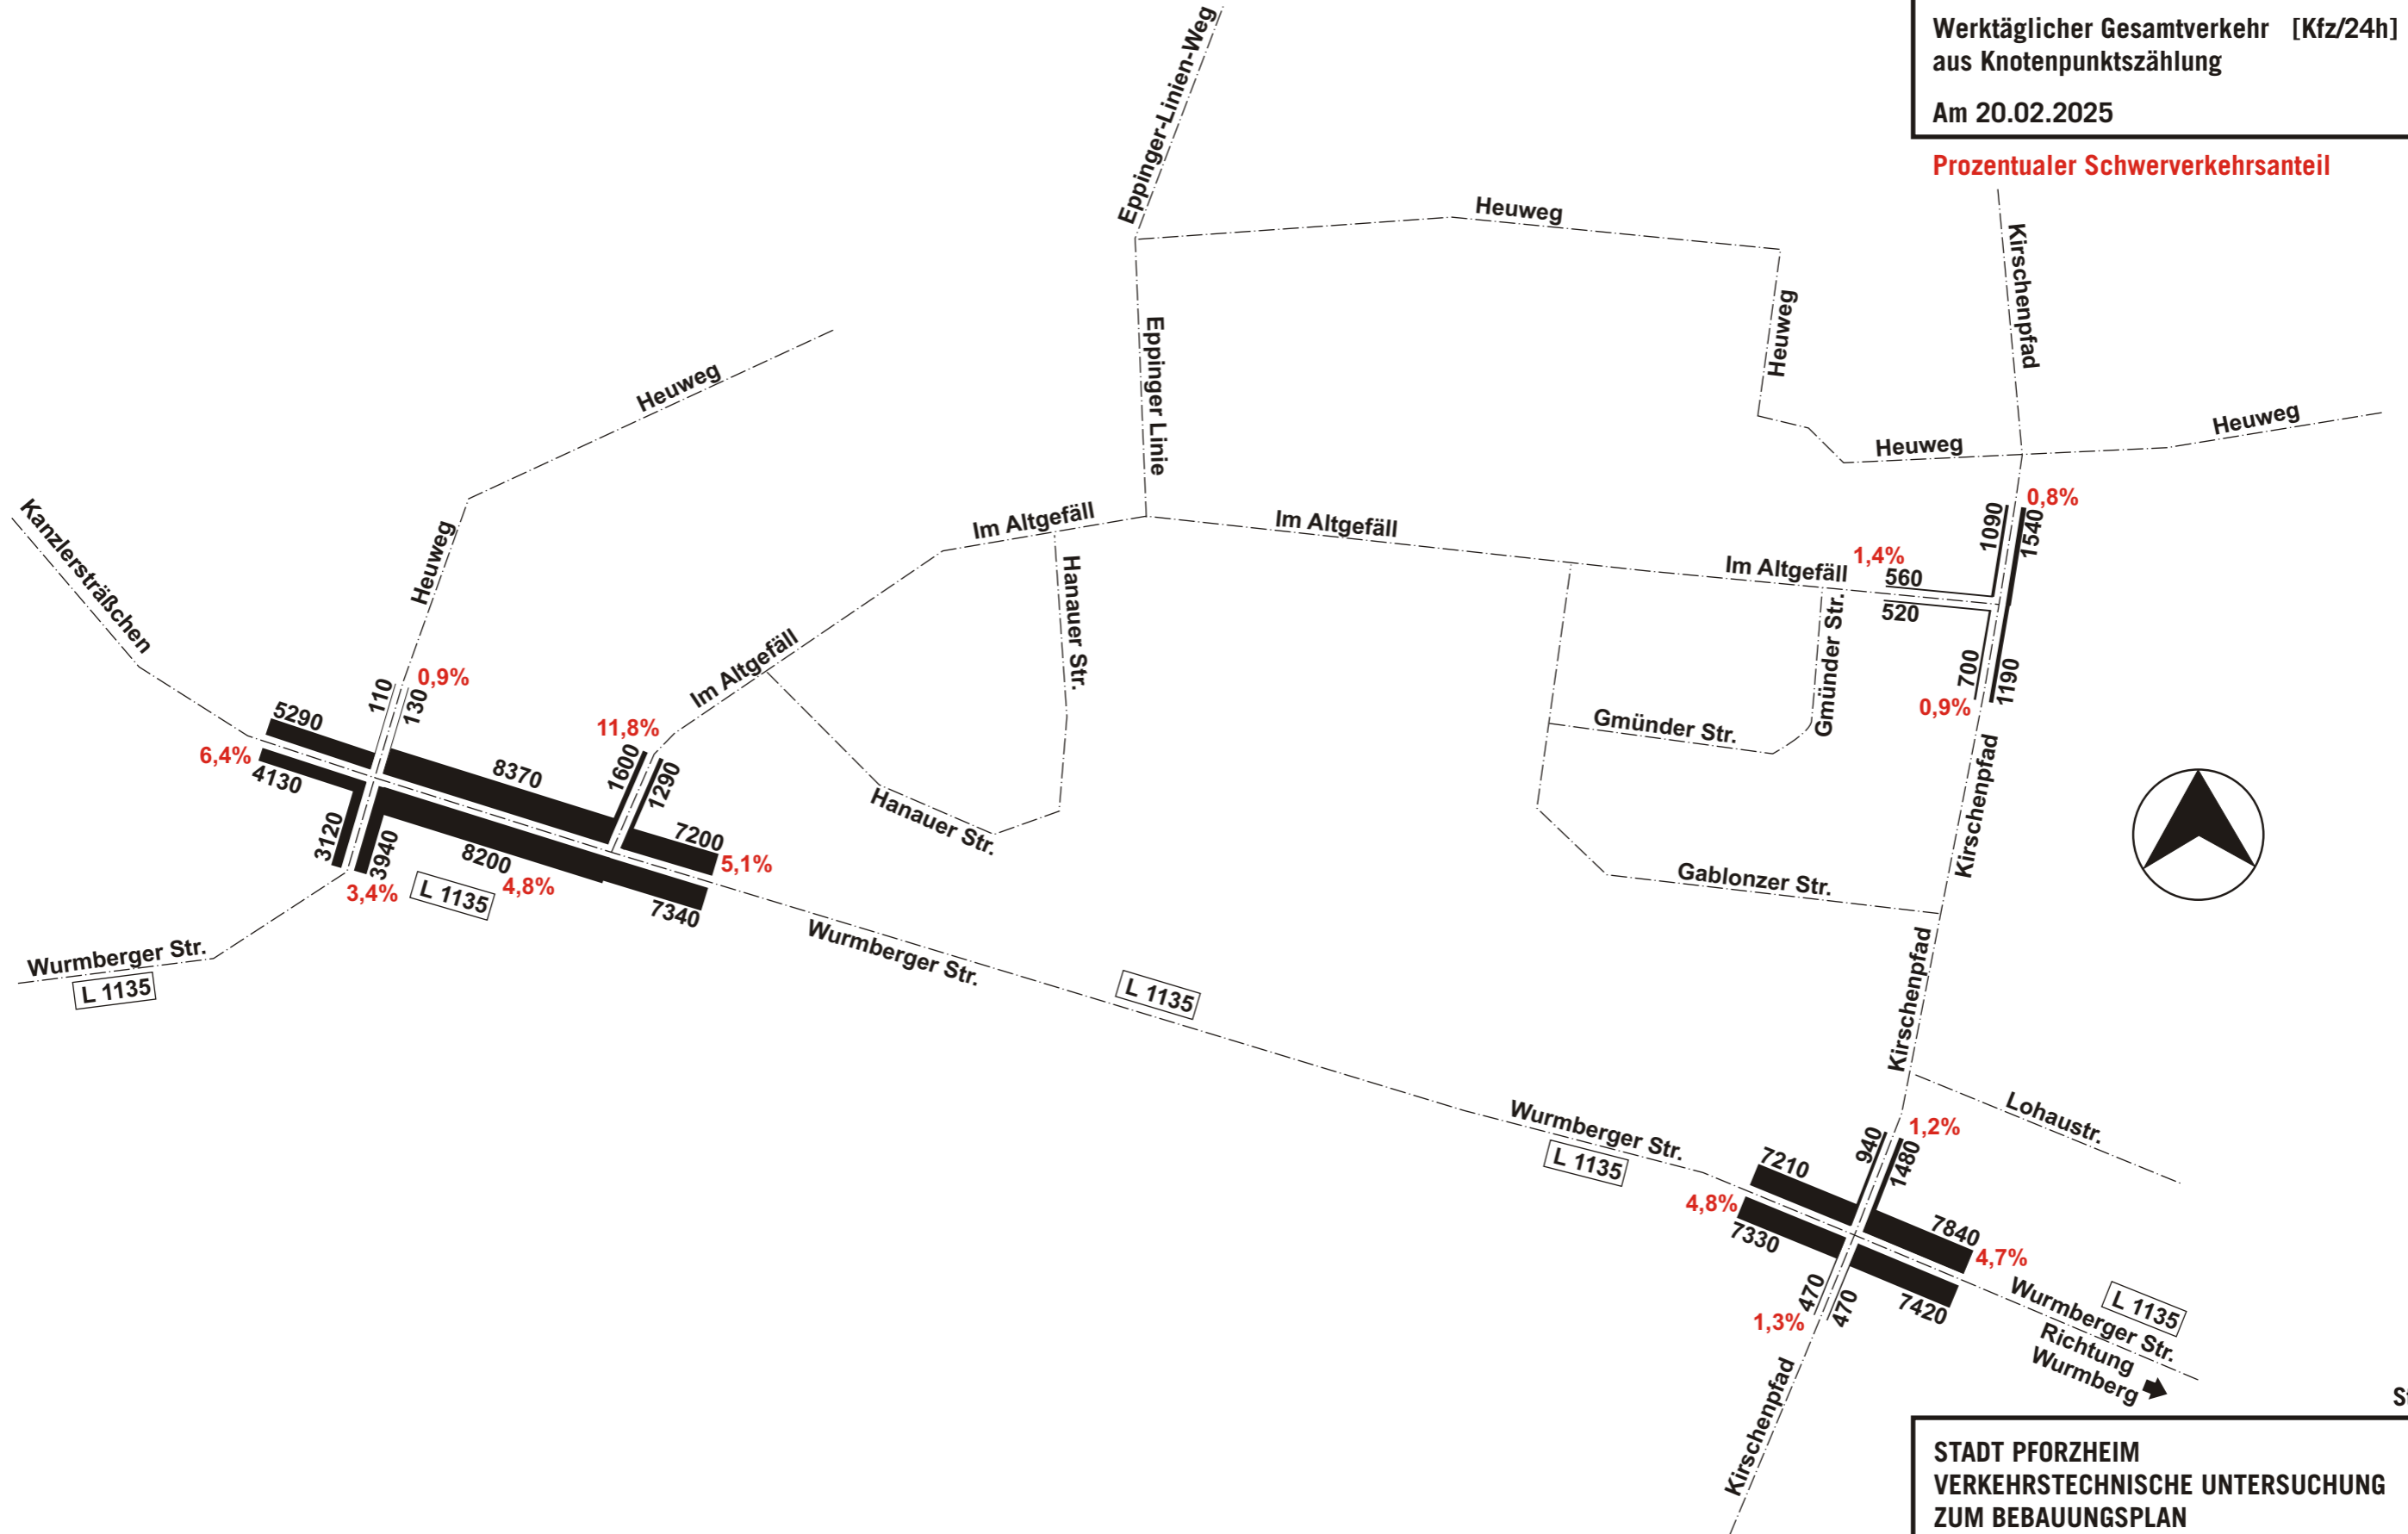 Werktäglicher Gesamtverkehr [Kfz/24h]
aus Knotenpunktszählung
Am 20.02.2025
Prozentualer Schwerverkehrsanteil
Eppinger-Linien-Weg
Heuweg
Kirschenpfad
Heuweg
Eppinger Linie
Heuweg
Heuweg
Heuweg
Kanzlersträßchen
Heuweg
Im Altgefäll
Im Altgefäll
Im Altgefäll
Hanauer Str.
0,8%
1090
1540
1,4%
560
520
Gmünder Str.
700
1190
0,9%
Im Altgefäll
110
130
0,9%
5290
6,4%
4130
8370
11,8%
1600
1290
7200
5,1%
3120
3940
3,4%
8200
4,8%
L 1135
7340
Hanauer Str.
Gmünder Str.
Kirschenpfad
Gablonzer Str.
Wurmberger Str.
L 1135
Wurmberger Str.
L 1135
Kirschenpfad
Wurmberger Str.
L 1135
Lohaustr.
940
1480
1,2%
7210
4,8%
7330
7840
4,7%
7420
470
470
1,3%
Wurmberger Str.
L 1135
Richtung
Wurmberg
Kirschenpfad
STADT PFORZHEIM
VERKEHRSTECHNISCHE UNTERSUCHUNG
ZUM BEBAUUNGSPLAN